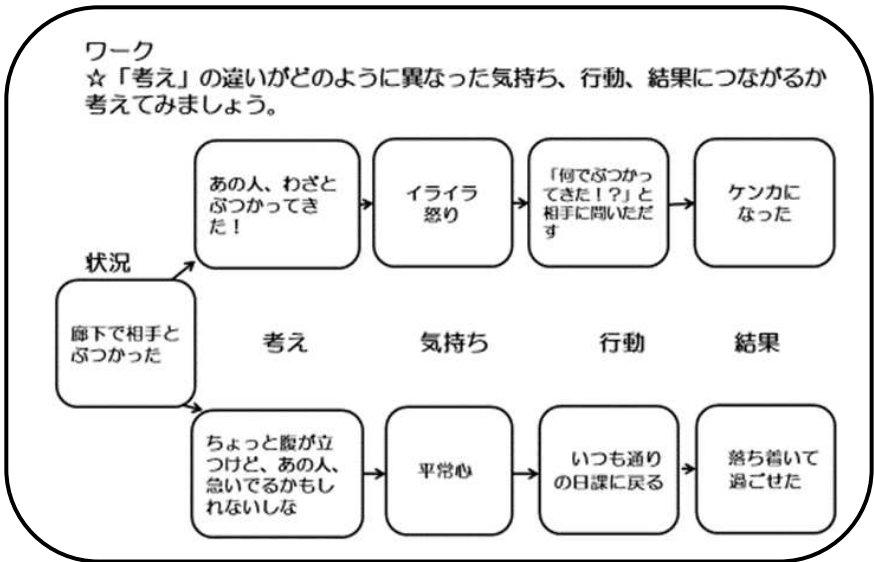 ワーク
☆「考え」の違いがどのように異なった気持ち、行動、結果につながるか
考えてみましょう。
あの人、わざと
ぶつかってき
た!
イライラ
怒り
「何でぶつかっ
てきた!?」と
相手に問いただ
す
ケンカに
なった
状況
廊下で相手と
ぶつかった
考え
気持ち
行動
結果
ちょっと腹が立
つけど、あの人、
急いでるかもし
れないしな
平常心
いつも通り
の日課に戻る
落ち着いて
過ごせた